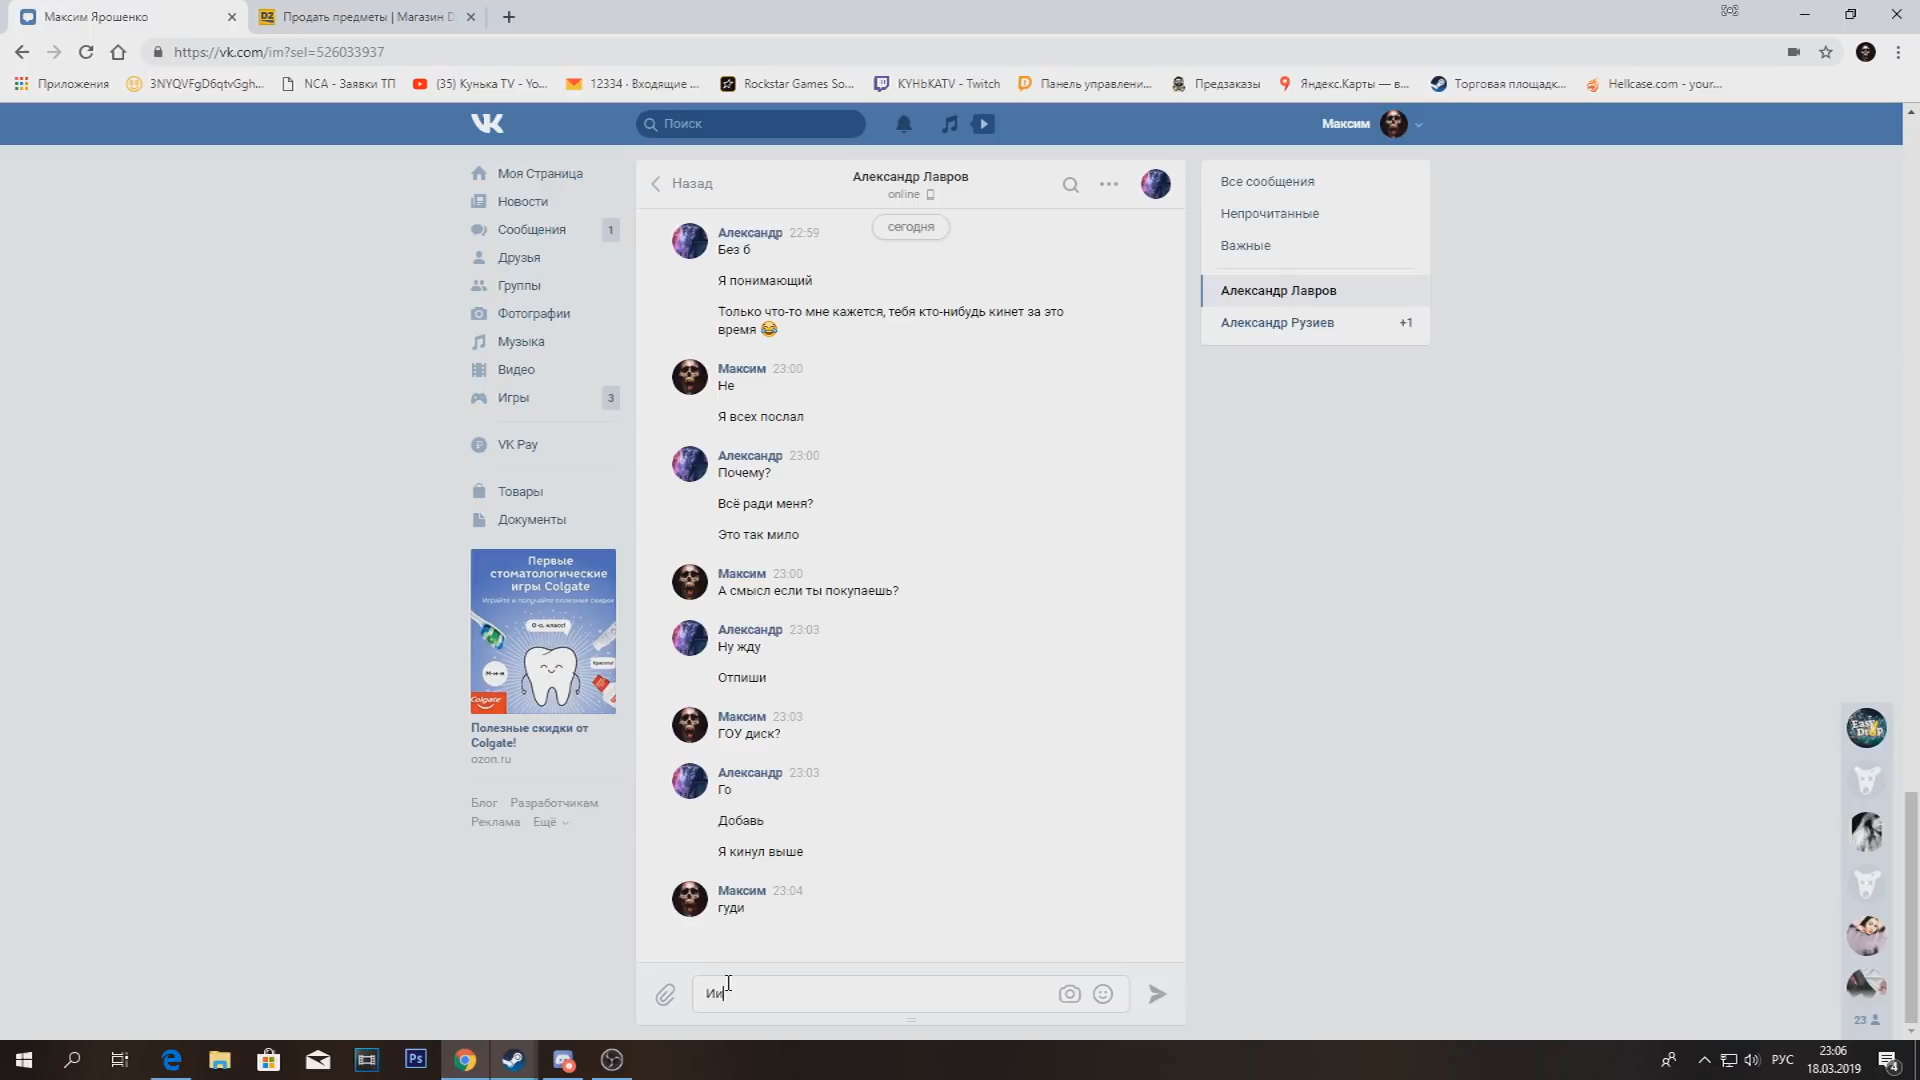 Максим Ярошенко
Продать предметы | Магазин D
https://vk.com/im?sel=526033937
Приложения
3NYQVFgD6qtvGgh...
NCA - Заявки ТП
(35) Кунька TV - Yo...
12334 · Входящие ...
Rockstar Games So...
KYHbKATV - Twitch
Панель управлени...
Предзаказы
Яндекс.Карты — в...
Торговая площадк...
Hellcase.com - your...
Поиск
Максим
Моя Страница
Новости
Сообщения 1
Друзья
Группы
Фотографии
Музыка
Видео
Игры 3
VK Pay
Товары
Документы
Первые
стоматологические
игры Colgate
О-о, класс!
Colgate
Полезные скидки от
Colgate!
ozon.ru
Блог Разработчикам
Реклама Ещё
Назад
Александр Лавров
online
сегодня
Александр 22:59
Без б
Я понимающий
Только что-то мне кажется, тебя кто-нибудь кинет за это
время 😂
Максим 23:00
Не
Я всех послал
Александр 23:00
Почему?
Всё ради меня?
Это так мило
Максим 23:00
А смысл если ты покупаешь?
Александр 23:03
Ну жду
Отпиши
Максим 23:03
ГОУ диск?
Александр 23:03
Го
Добавь
Я кинул выше
Максим 23:04
гуди
Ии
Все сообщения
Непрочитанные
Важные
Александр Лавров
Александр Рузиев +1
Easy
Drop
23
Ps
РУС
23:06
18.03.2019
4